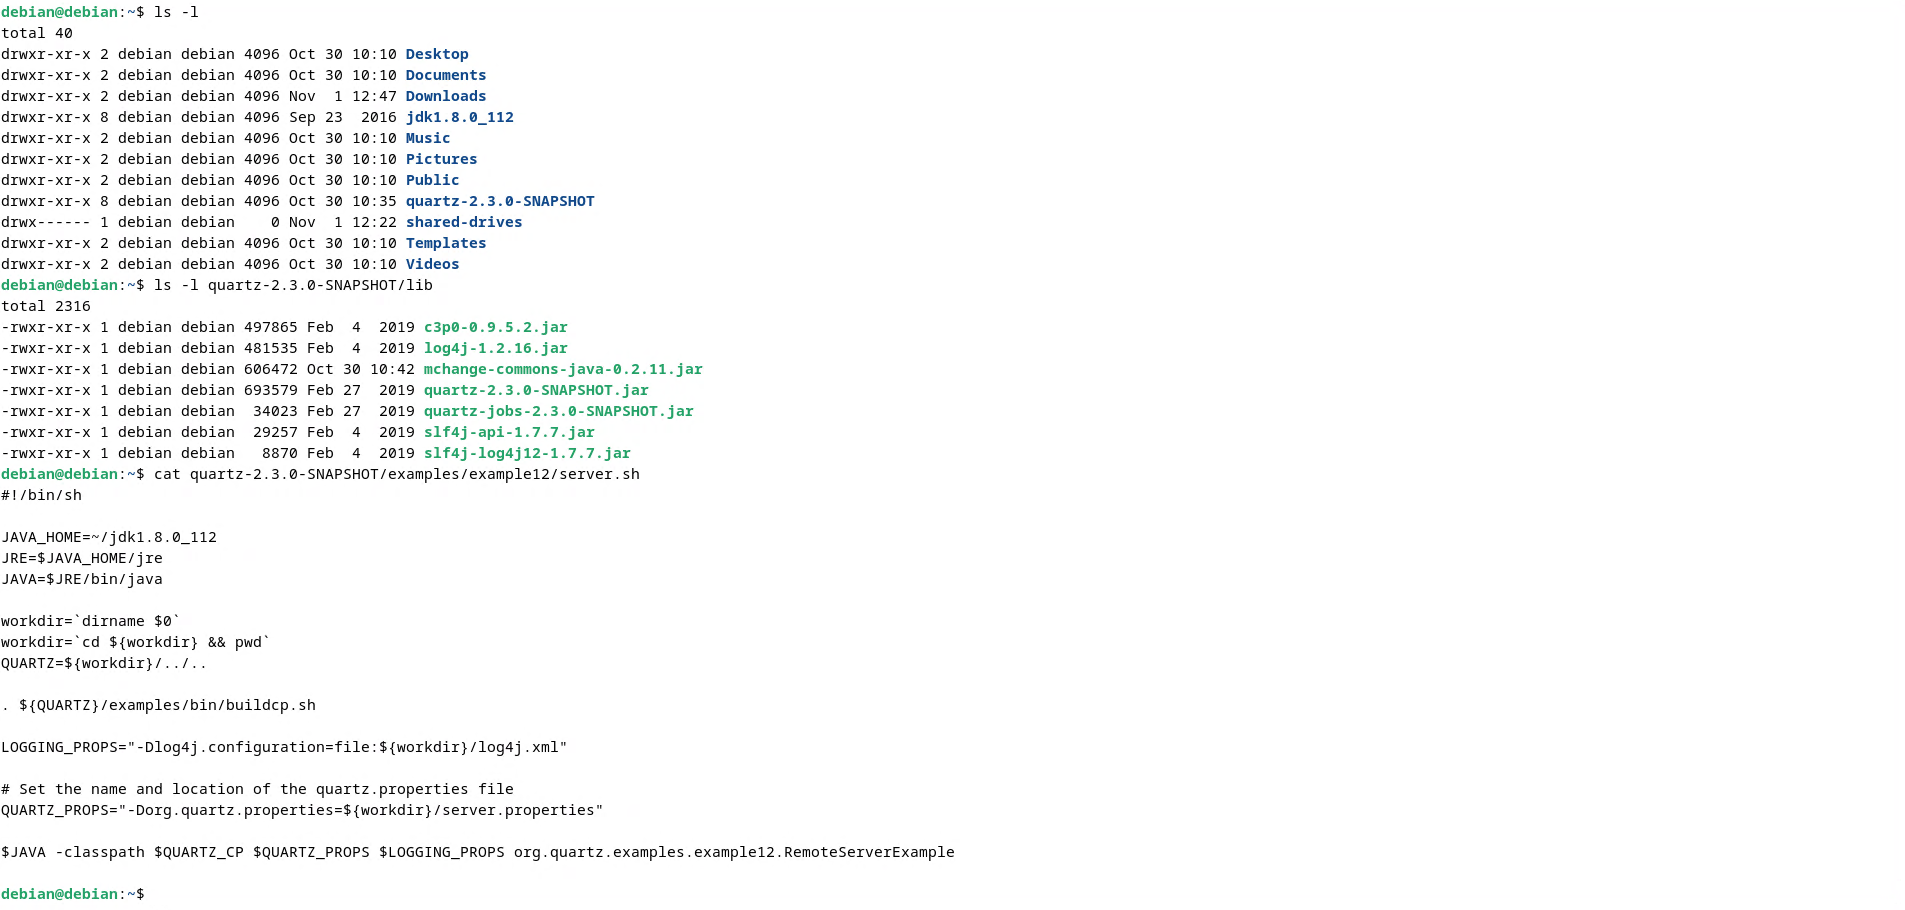 debian@debian:~$ ls -l
total 40
drwxr-xr-x 2 debian debian 4096 Oct 30 10:10 Desktop
drwxr-xr-x 2 debian debian 4096 Oct 30 10:10 Documents
drwxr-xr-x 2 debian debian 4096 Nov  1 12:47 Downloads
drwxr-xr-x 8 debian debian 4096 Sep 23  2016 jdk1.8.0_112
drwxr-xr-x 2 debian debian 4096 Oct 30 10:10 Music
drwxr-xr-x 2 debian debian 4096 Oct 30 10:10 Pictures
drwxr-xr-x 2 debian debian 4096 Oct 30 10:10 Public
drwxr-xr-x 8 debian debian 4096 Oct 30 10:35 quartz-2.3.0-SNAPSHOT
drwx------ 1 debian debian    0 Nov  1 12:22 shared-drives
drwxr-xr-x 2 debian debian 4096 Oct 30 10:10 Templates
drwxr-xr-x 2 debian debian 4096 Oct 30 10:10 Videos
debian@debian:~$ ls -l quartz-2.3.0-SNAPSHOT/lib
total 2316
-rwxr-xr-x 1 debian debian 497865 Feb  4  2019 c3p0-0.9.5.2.jar
-rwxr-xr-x 1 debian debian 481535 Feb  4  2019 log4j-1.2.16.jar
-rwxr-xr-x 1 debian debian 606472 Oct 30 10:42 mchange-commons-java-0.2.11.jar
-rwxr-xr-x 1 debian debian 693579 Feb 27  2019 quartz-2.3.0-SNAPSHOT.jar
-rwxr-xr-x 1 debian debian  34023 Feb 27  2019 quartz-jobs-2.3.0-SNAPSHOT.jar
-rwxr-xr-x 1 debian debian  29257 Feb  4  2019 slf4j-api-1.7.7.jar
-rwxr-xr-x 1 debian debian   8870 Feb  4  2019 slf4j-log4j12-1.7.7.jar
debian@debian:~$ cat quartz-2.3.0-SNAPSHOT/examples/example12/server.sh
#!/bin/sh

JAVA_HOME=~/jdk1.8.0_112
JRE=$JAVA_HOME/jre
JAVA=$JRE/bin/java

workdir=`dirname $0`
workdir=`cd ${workdir} && pwd`
QUARTZ=${workdir}/../..

. ${QUARTZ}/examples/bin/buildcp.sh

LOGGING_PROPS="-Dlog4j.configuration=file:${workdir}/log4j.xml"

# Set the name and location of the quartz.properties file
QUARTZ_PROPS="-Dorg.quartz.properties=${workdir}/server.properties"

$JAVA -classpath $QUARTZ_CP $QUARTZ_PROPS $LOGGING_PROPS org.quartz.examples.example12.RemoteServerExample

debian@debian:~$